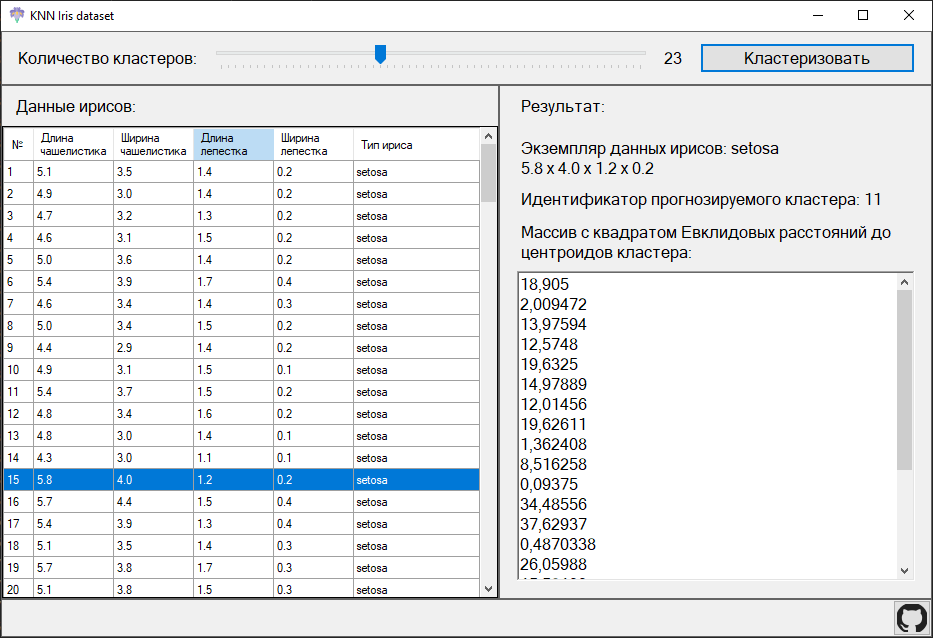 KNN Iris dataset
Количество кластеров: 23 Кластеризовать
Данные ирисов:
№ Длина чашелистика Ширина чашелистика Длина лепестка Ширина лепестка Тип ириса
1 5.1 3.5 1.4 0.2 setosa
2 4.9 3.0 1.4 0.2 setosa
3 4.7 3.2 1.3 0.2 setosa
4 4.6 3.1 1.5 0.2 setosa
5 5.0 3.6 1.4 0.2 setosa
6 5.4 3.9 1.7 0.4 setosa
7 4.6 3.4 1.4 0.3 setosa
8 5.0 3.4 1.5 0.2 setosa
9 4.4 2.9 1.4 0.2 setosa
10 4.9 3.1 1.5 0.1 setosa
11 5.4 3.7 1.5 0.2 setosa
12 4.8 3.4 1.6 0.2 setosa
13 4.8 3.0 1.4 0.1 setosa
14 4.3 3.0 1.1 0.1 setosa
15 5.8 4.0 1.2 0.2 setosa
16 5.7 4.4 1.5 0.4 setosa
17 5.4 3.9 1.3 0.4 setosa
18 5.1 3.5 1.4 0.3 setosa
19 5.7 3.8 1.7 0.3 setosa
20 5.1 3.8 1.5 0.3 setosa
Результат:
Экземпляр данных ирисов: setosa
5.8 x 4.0 x 1.2 x 0.2
Идентификатор прогнозируемого кластера: 11
Массив с квадратом Евклидовых расстояний до
центроидов кластера:
18,905
2,009472
13,97594
12,5748
19,6325
14,97889
12,01456
19,62611
1,362408
8,516258
0,09375
34,48556
37,62937
0,4870338
26,05988